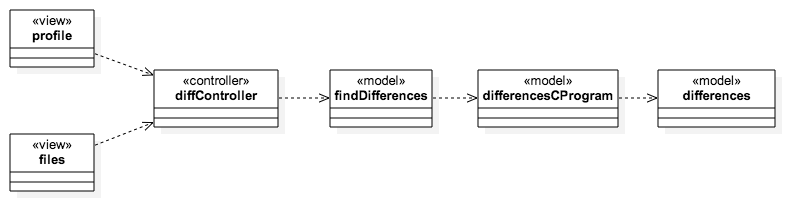 «view»
profile
«controller»
diffController
«model»
findDifferences
«model»
differencesCProgram
«model»
differences
«view»
files